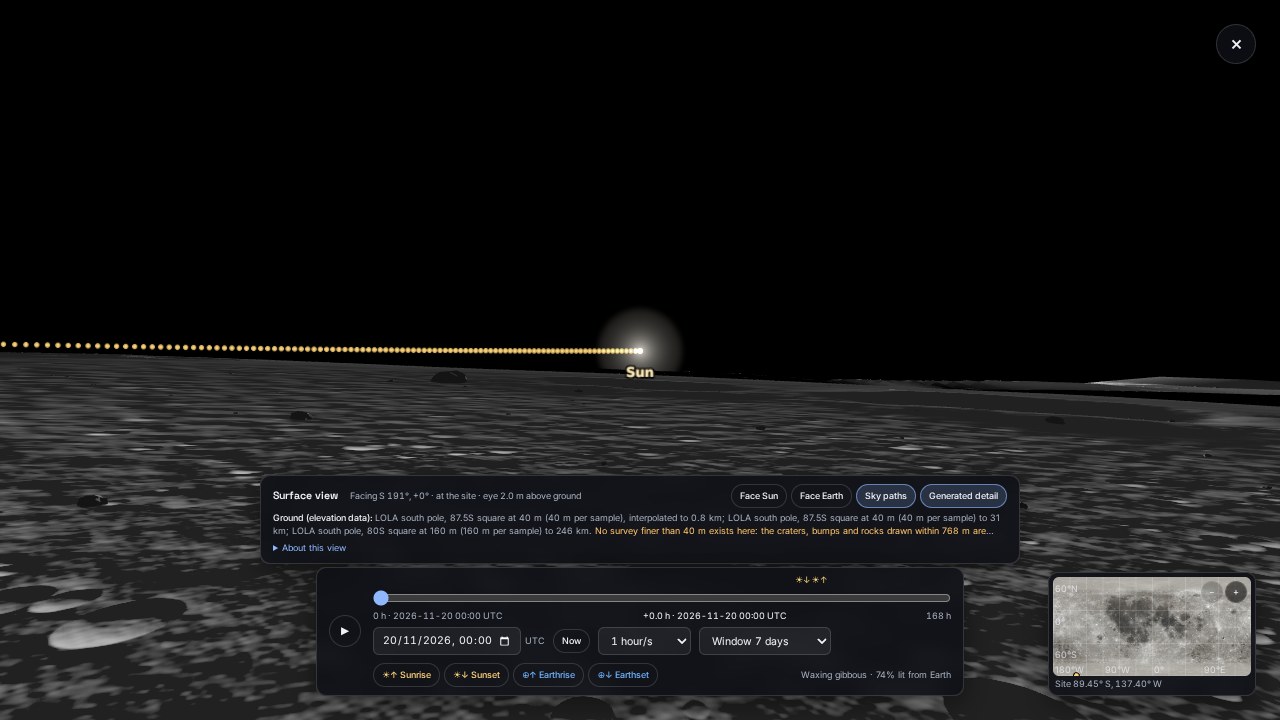 ×
Sun
Surface view Facing S 191°, +0° · at the site · eye 2.0 m above ground Face Sun Face Earth Sky paths Generated detail
Ground (elevation data): LOLA south pole, 87.5S square at 40 m (40 m per sample), interpolated to 0.8 km; LOLA south pole, 87.5S square at 40 m (40 m per sample) to 31
km; LOLA south pole, 80S square at 160 m (160 m per sample) to 246 km. No survey finer than 40 m exists here: the craters, bumps and rocks drawn within 768 m are...
▶ About this view
☀↓ ☀↑
0 h · 2026-11-20 00:00 UTC +0.0 h · 2026-11-20 00:00 UTC 168 h
▶ 20/11/2026, 00:00 UTC Now 1 hour/s Window 7 days
☀↑ Sunrise ☀↓ Sunset ⊕↑ Earthrise ⊕↓ Earthset Waxing gibbous · 74% lit from Earth
60°N − +
0°
60°S
180°W 90°W 0° 90°E
Site 89.45° S, 137.40° W